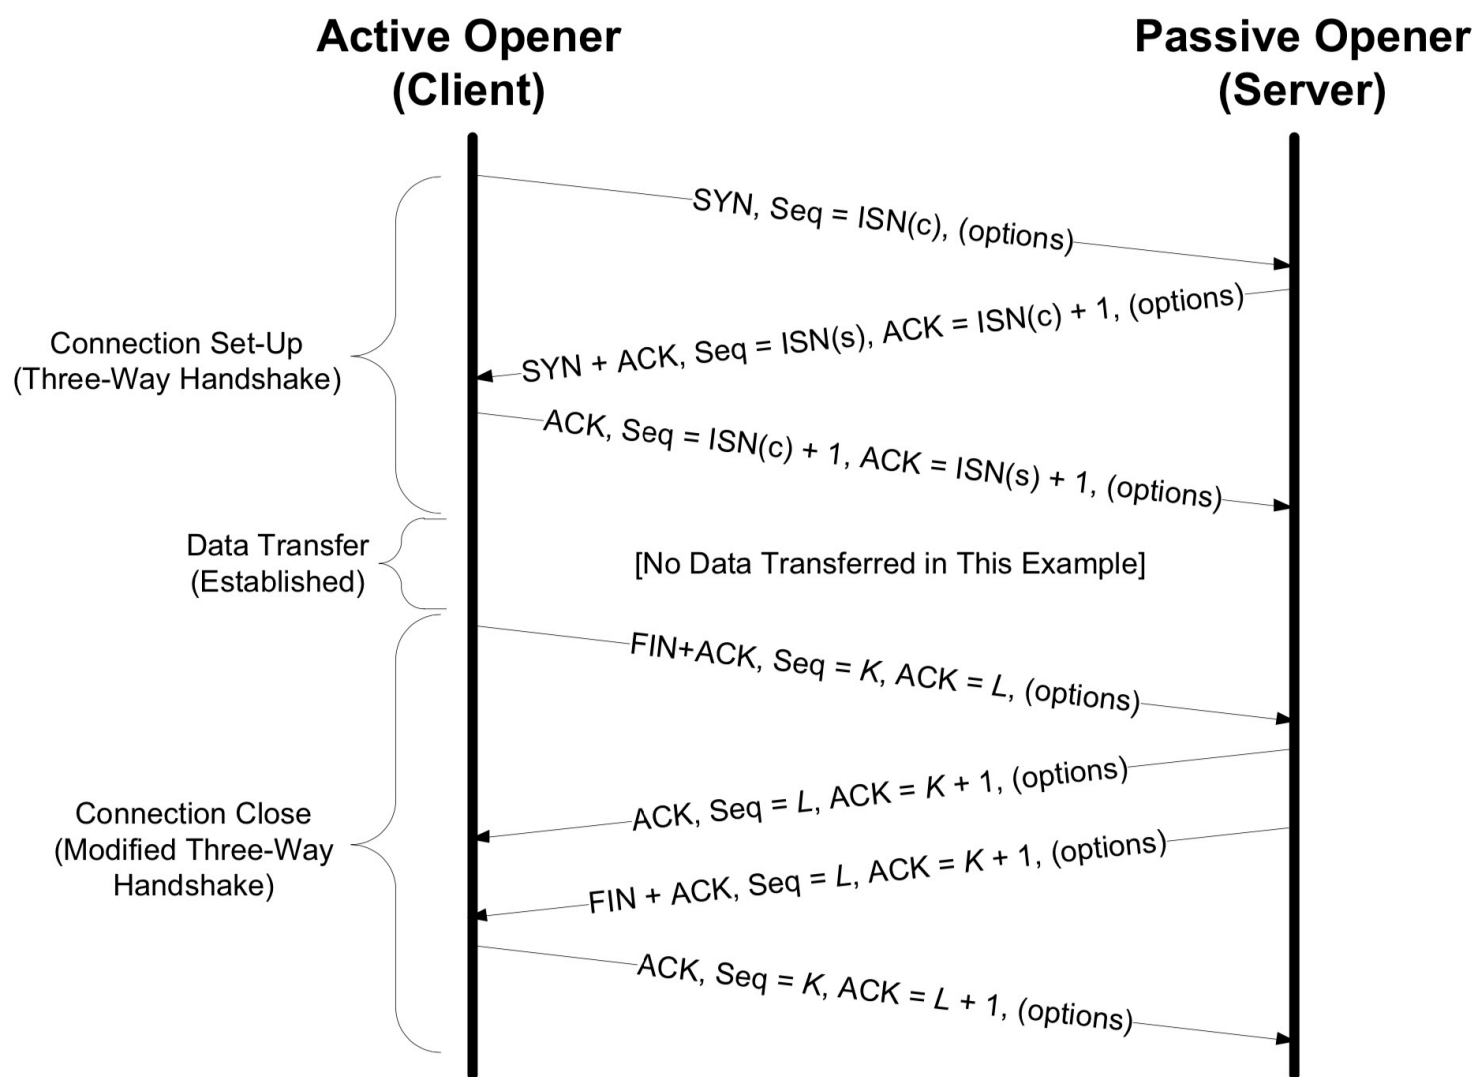 Active Opener
(Client)
Passive Opener
(Server)
SYN, Seq = ISN(c), (options)
SYN + ACK, Seq = ISN(s), ACK = ISN(c) + 1, (options)
Connection Set-Up
(Three-Way Handshake)
ACK, Seq = ISN(c) + 1, ACK = ISN(s) + 1, (options)
Data Transfer
(Established)
[No Data Transferred in This Example]
FIN+ACK, Seq = K, ACK = L, (options)
ACK, Seq = L, ACK = K + 1, (options)
Connection Close
(Modified Three-Way
Handshake)
FIN + ACK, Seq = L, ACK = K + 1, (options)
ACK, Seq = K, ACK = L + 1, (options)